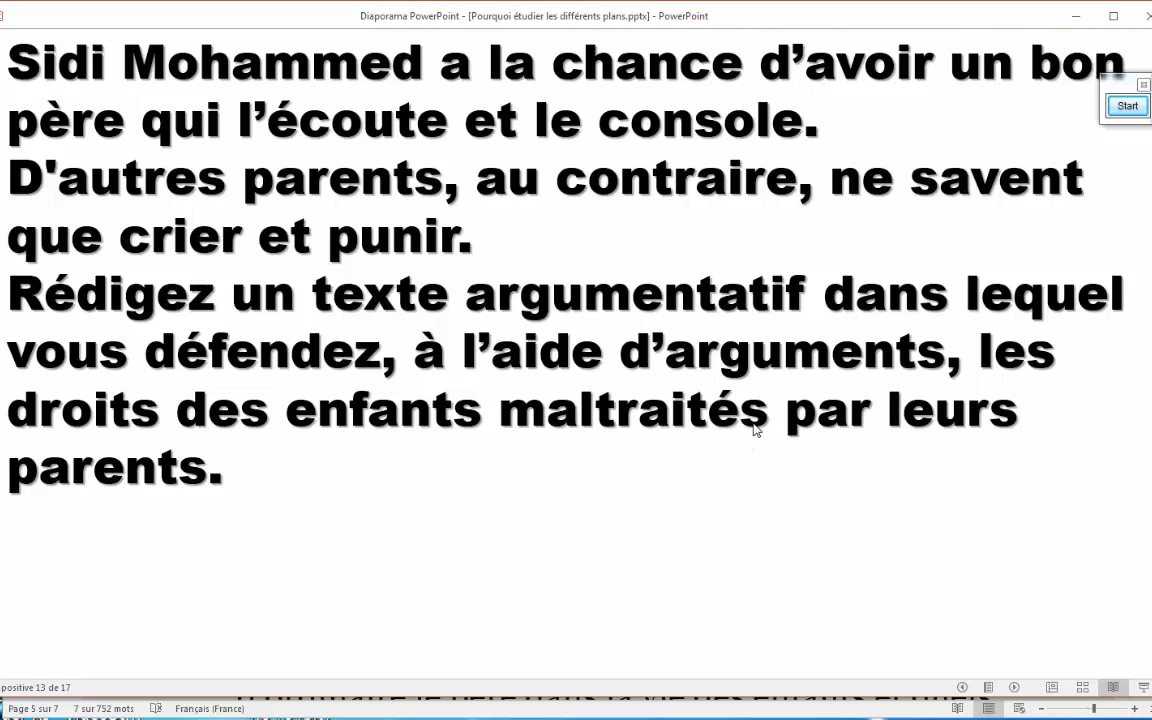 Diaporama PowerPoint - [Pourquoi étudier les différents plans.pptx] - PowerPoint
Sidi Mohammed a la chance d’avoir un bon
père qui l’écoute et le console.
Start
D'autres parents, au contraire, ne savent
que crier et punir.
Rédigez un texte argumentatif dans lequel
vous défendez, à l’aide d’arguments, les
droits des enfants maltraités par leurs
parents.
positive 13 de 17
Page 5 sur 7 7 sur 752 mots Français (France)